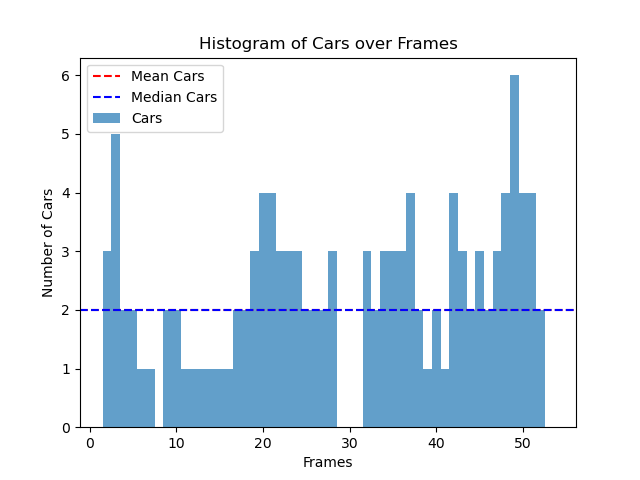 Histogram of Cars over Frames
Mean Cars
Median Cars
Cars
6
5
4
3
2
1
0
Number of Cars
0 10 20 30 40 50
Frames